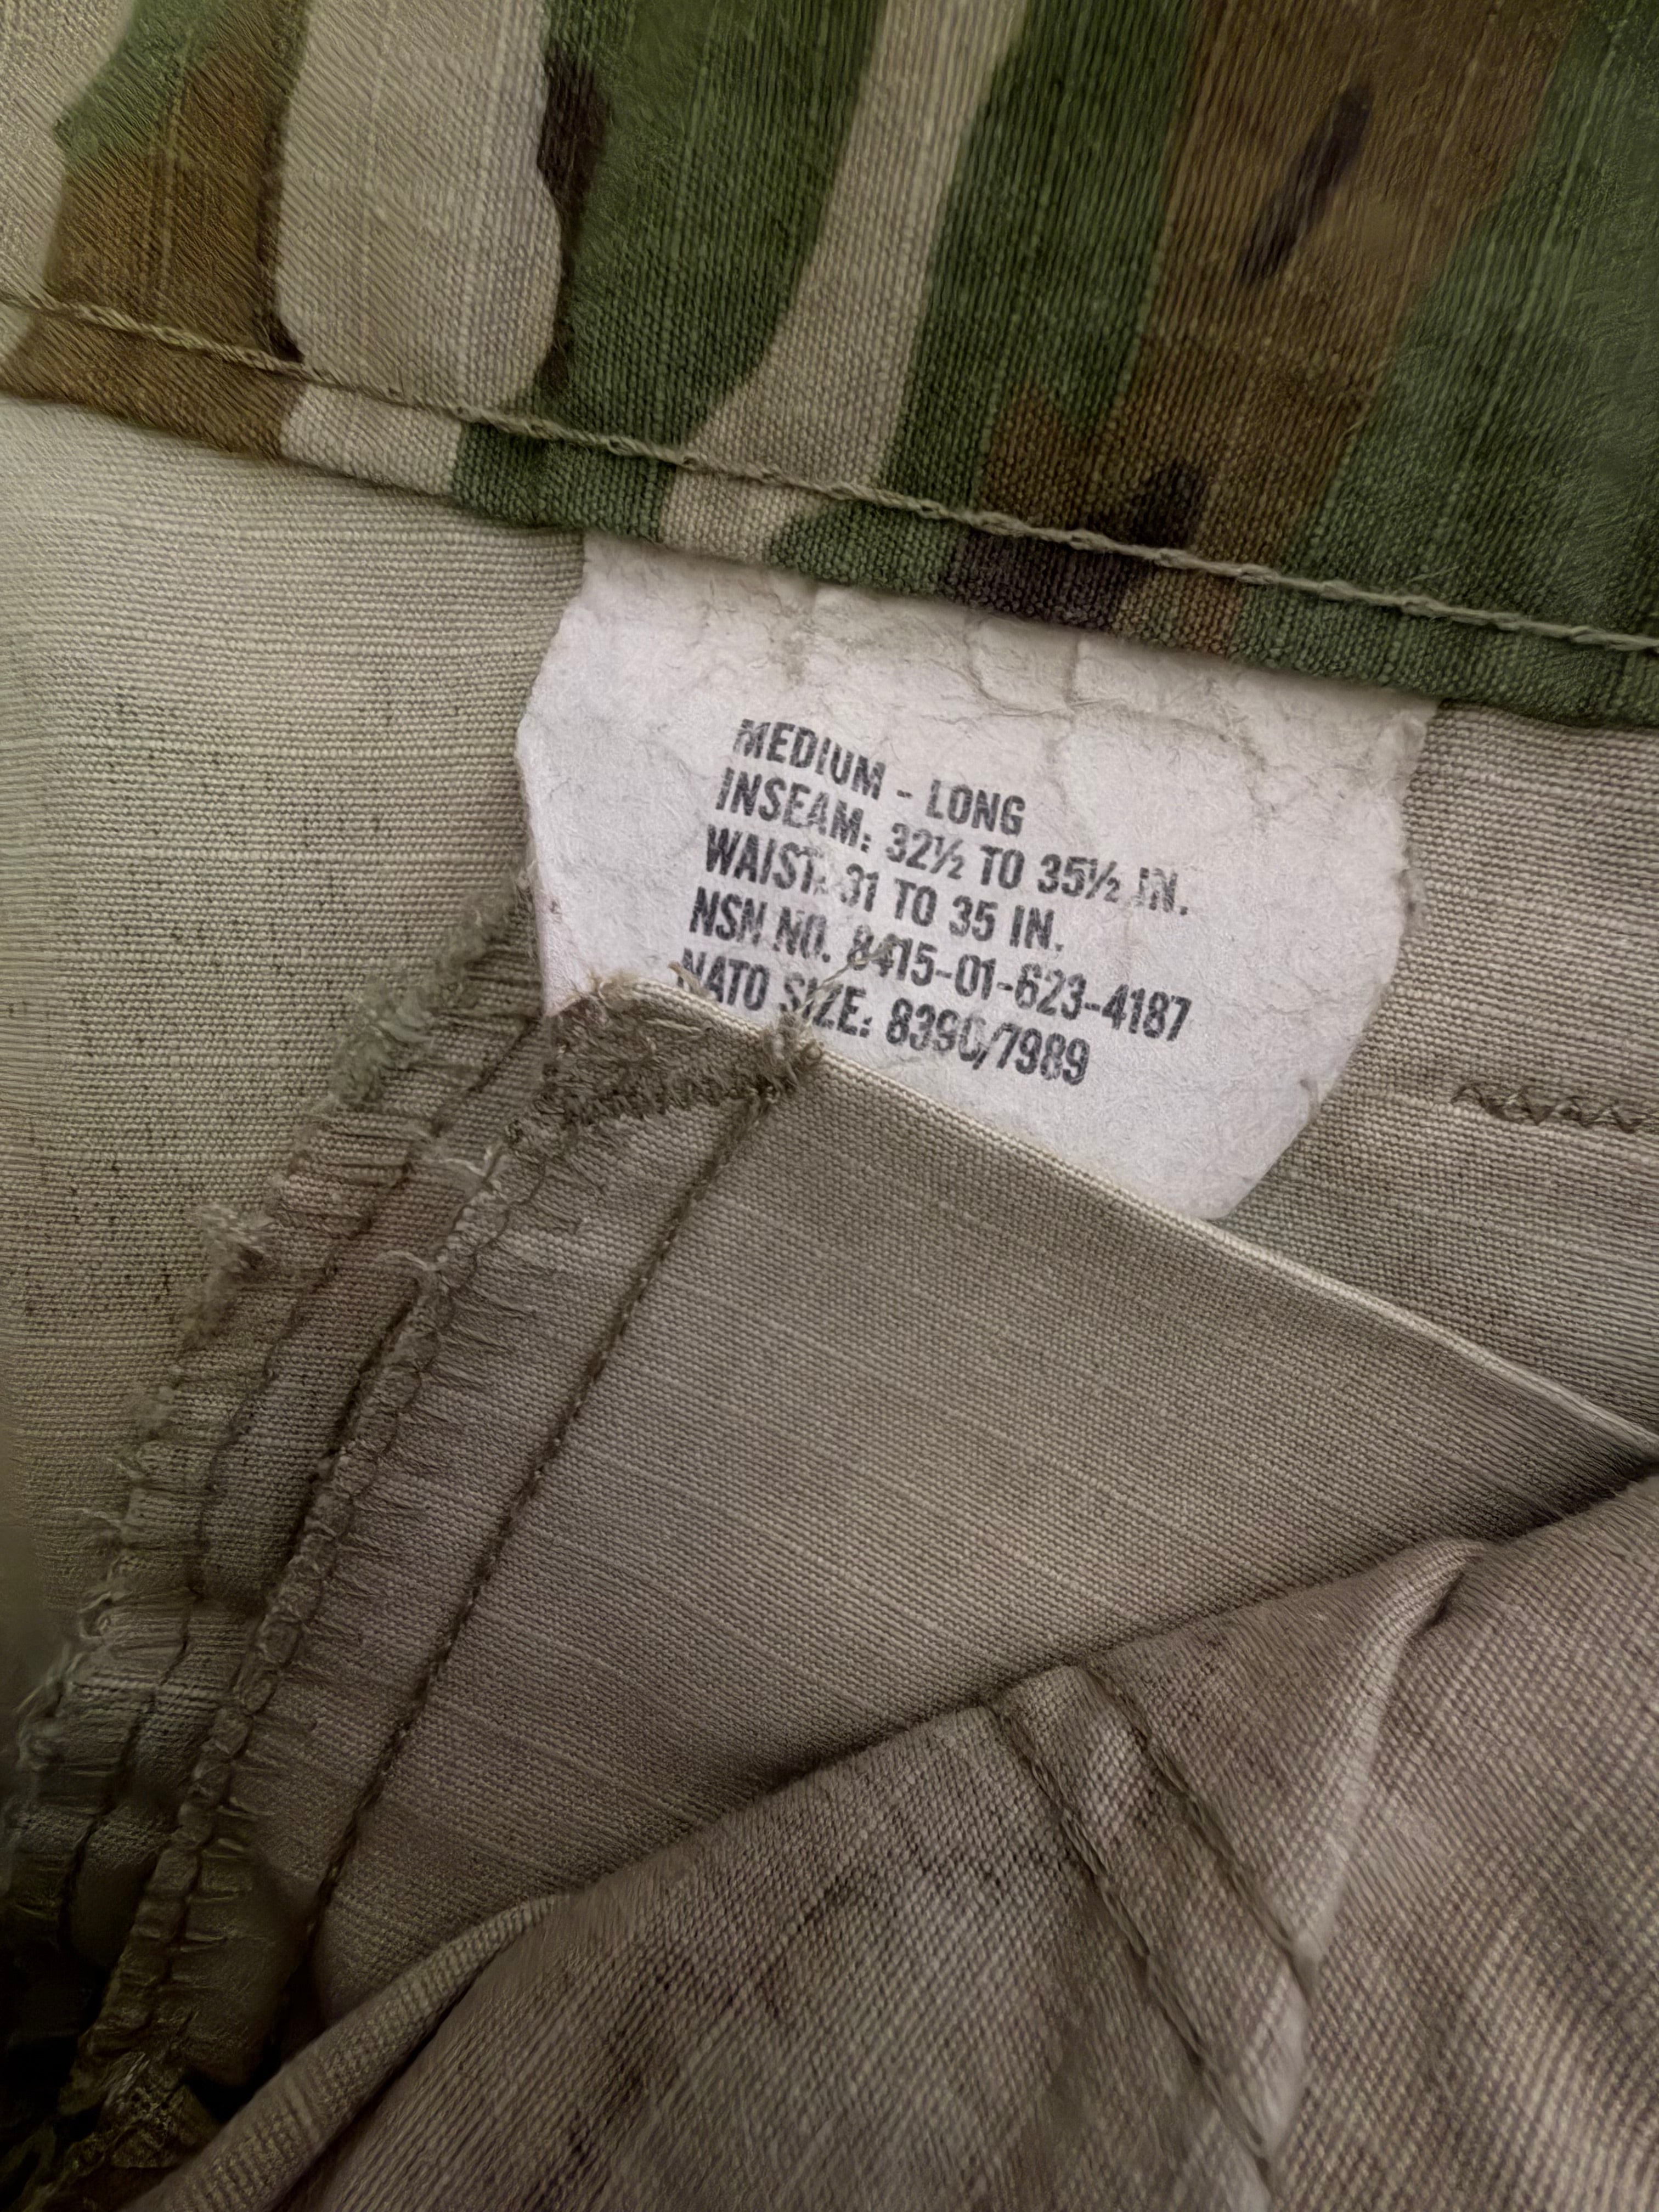 MEDIUM - LONG
INSEAM: 32½ TO 35½ IN.
WAIST: 31 TO 35 IN.
NSN NO. 8415-01-623-4187
NATO SIZE: 8390/7989